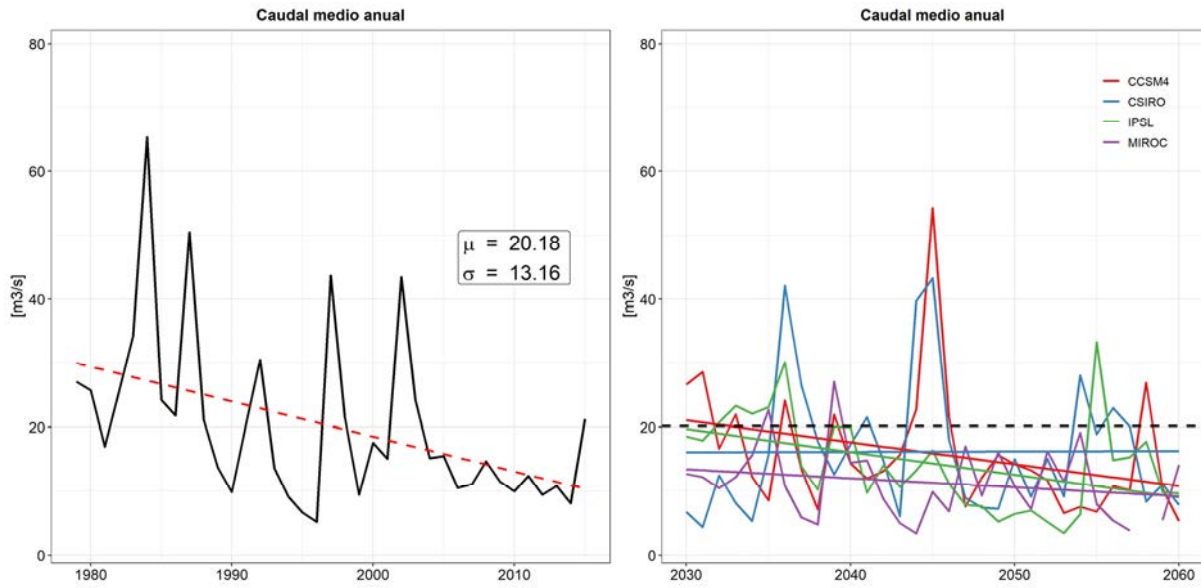 Caudal medio anual
[m3/s]
80
60
40
20
0
μ = 20.18
σ = 13.16
1980
1990
2000
2010
Caudal medio anual
[m3/s]
80
60
40
20
0
CCSM4
CSIRO
IPSL
MIROC
2030
2040
2050
2060